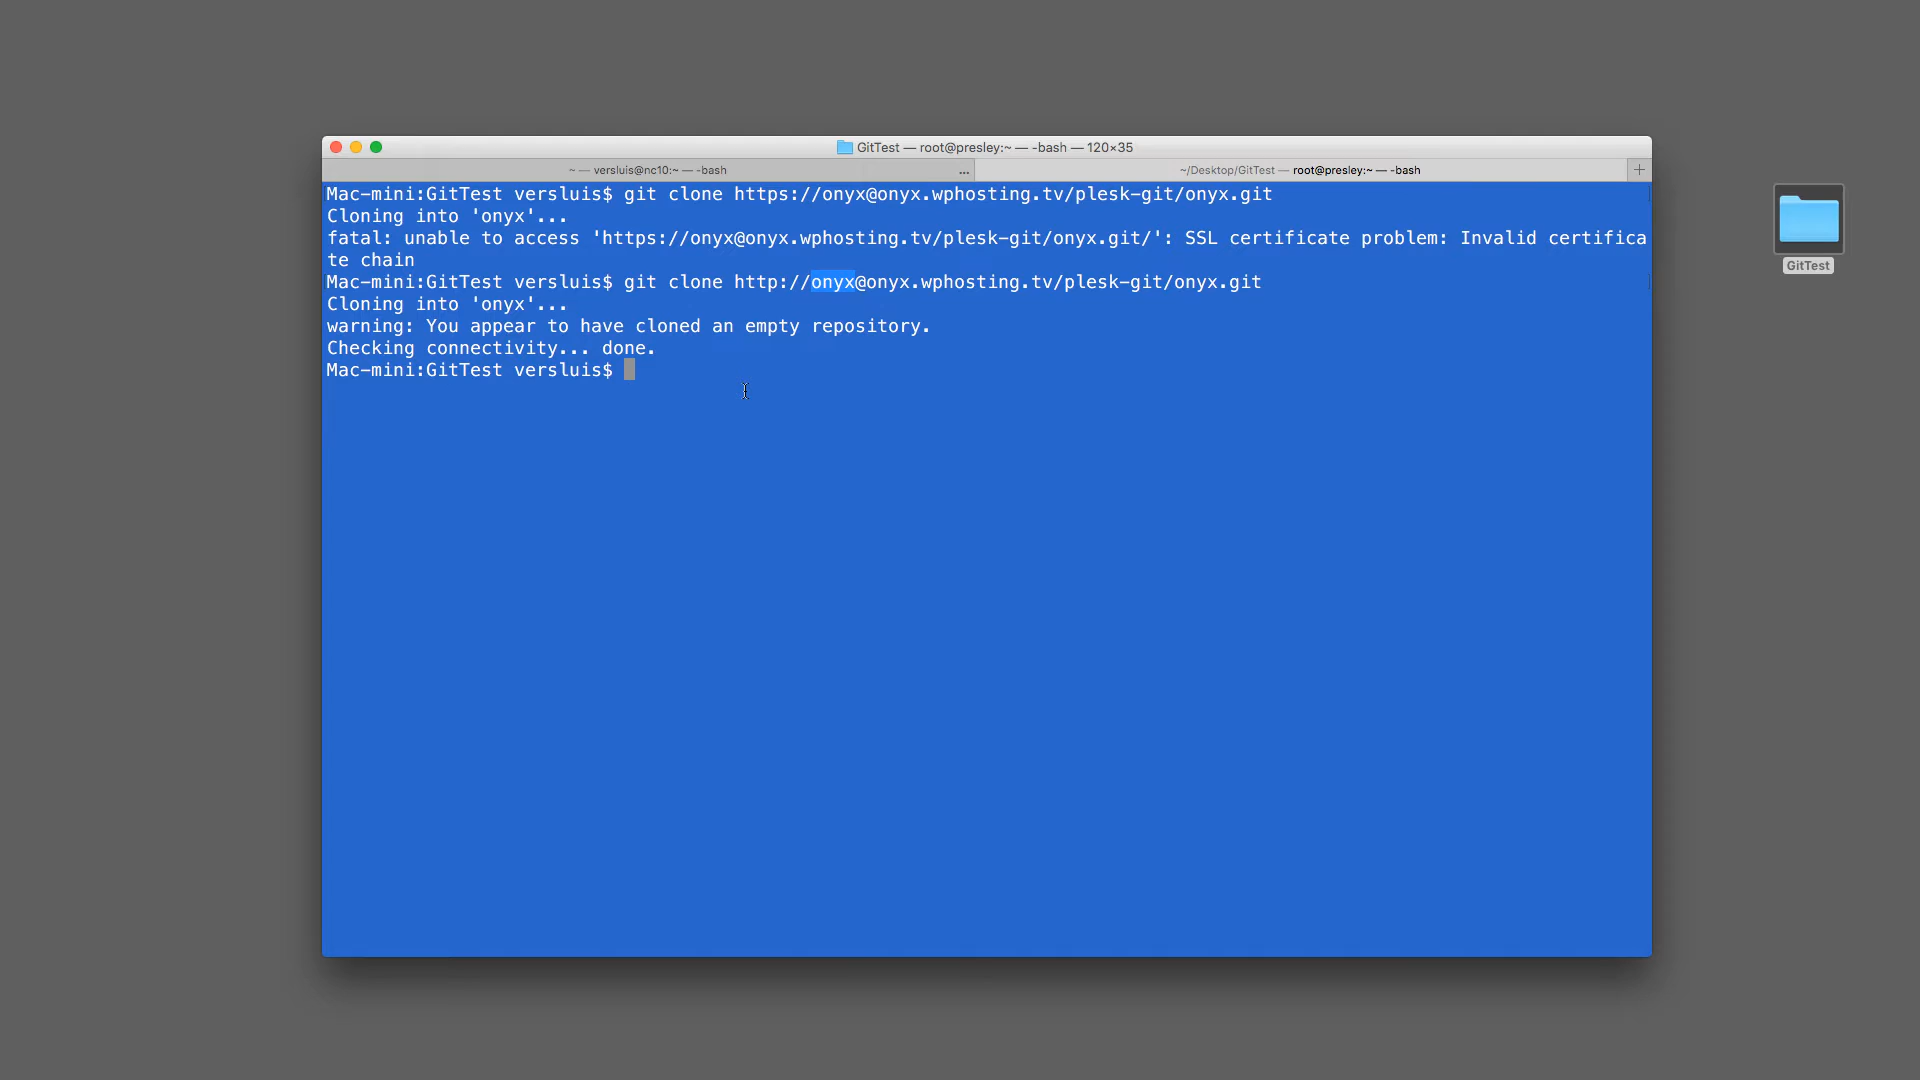 GitTest — root@presley:~ — -bash — 120×35
~ — versluis@nc10:~ — -bash
...
~/Desktop/GitTest — root@presley:~ — -bash
+
Mac-mini:GitTest versluis$ git clone https://onyx@onyx.wphosting.tv/plesk-git/onyx.git
Cloning into 'onyx'...
fatal: unable to access 'https://onyx@onyx.wphosting.tv/plesk-git/onyx.git/': SSL certificate problem: Invalid certifica
te chain
Mac-mini:GitTest versluis$ git clone http://onyx@onyx.wphosting.tv/plesk-git/onyx.git
Cloning into 'onyx'...
warning: You appear to have cloned an empty repository.
Checking connectivity... done.
Mac-mini:GitTest versluis$
GitTest